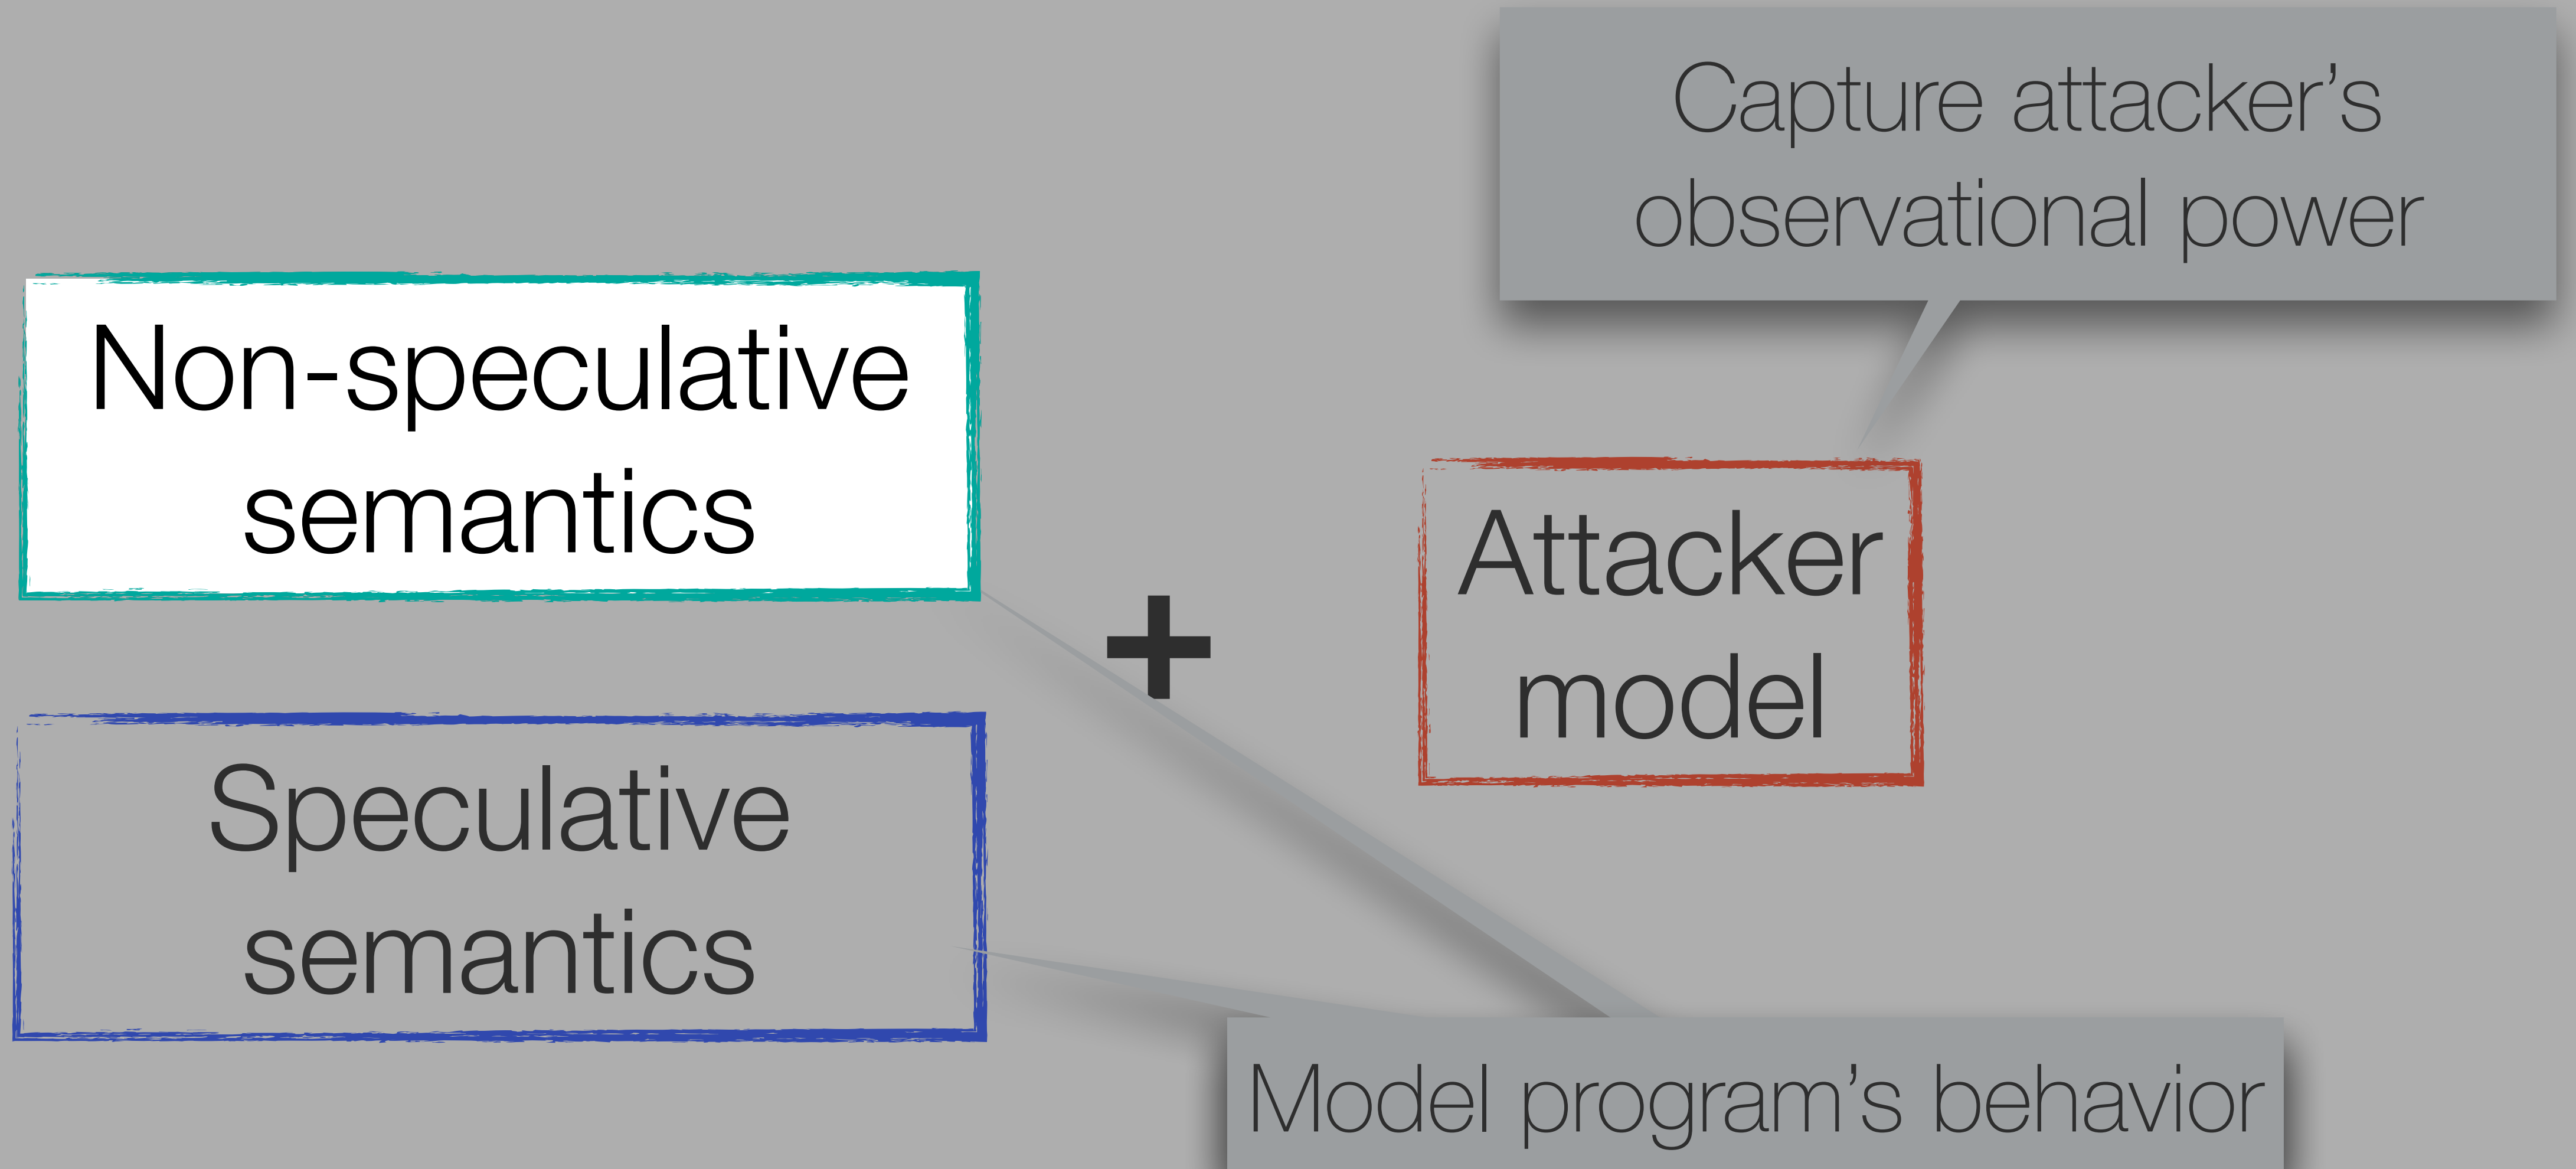 Capture attacker’s
observational power
Non-speculative
semantics
+
Attacker
model
Speculative
semantics
Model program’s behavior